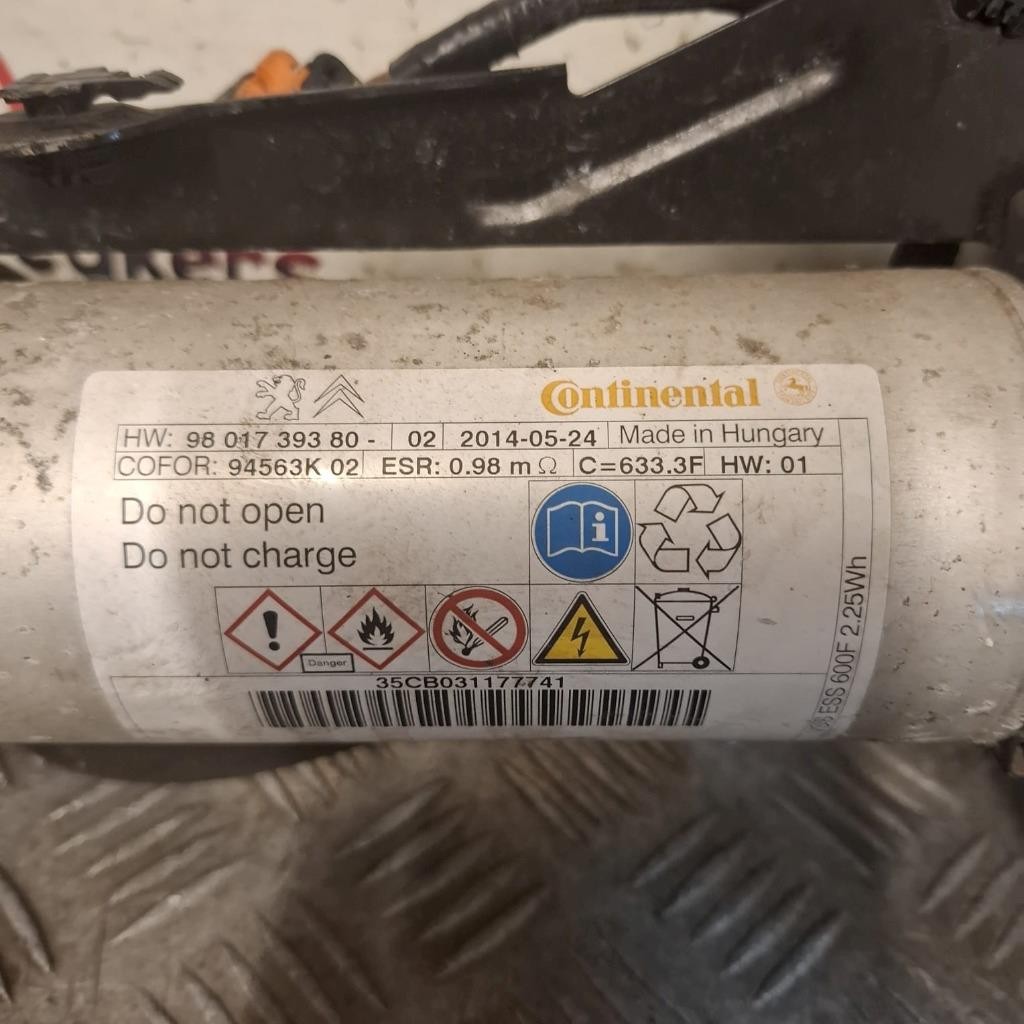 akers
Continental
HW: 98 017 393 80 - 02 2014-05-24 Made in Hungary
COFOR: 94563K 02 ESR: 0.98 mΩ C=633.3F HW: 01
Do not open
Do not charge
Danger
35CB031177741
ESS 600F 2.25Wh